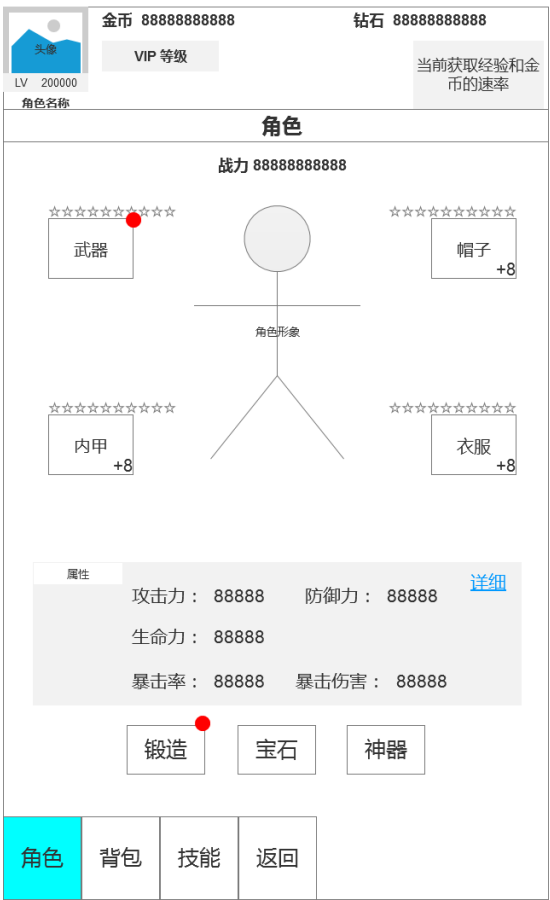 金币 88888888888 钻石 88888888888
头像
VIP 等级
当前获取经验和金
币的速率
LV 200000
角色名称
角色
战力 88888888888
☆☆☆☆☆☆☆☆☆☆ ☆☆☆☆☆☆☆☆☆☆
武器 帽子
+8
角色形象
☆☆☆☆☆☆☆☆☆☆ ☆☆☆☆☆☆☆☆☆☆
内甲 衣服
+8 +8
属性 详细
攻击力： 88888 防御力： 88888
生命力： 88888
暴击率： 88888 暴击伤害： 88888
锻造 宝石 神器
角色 背包 技能 返回